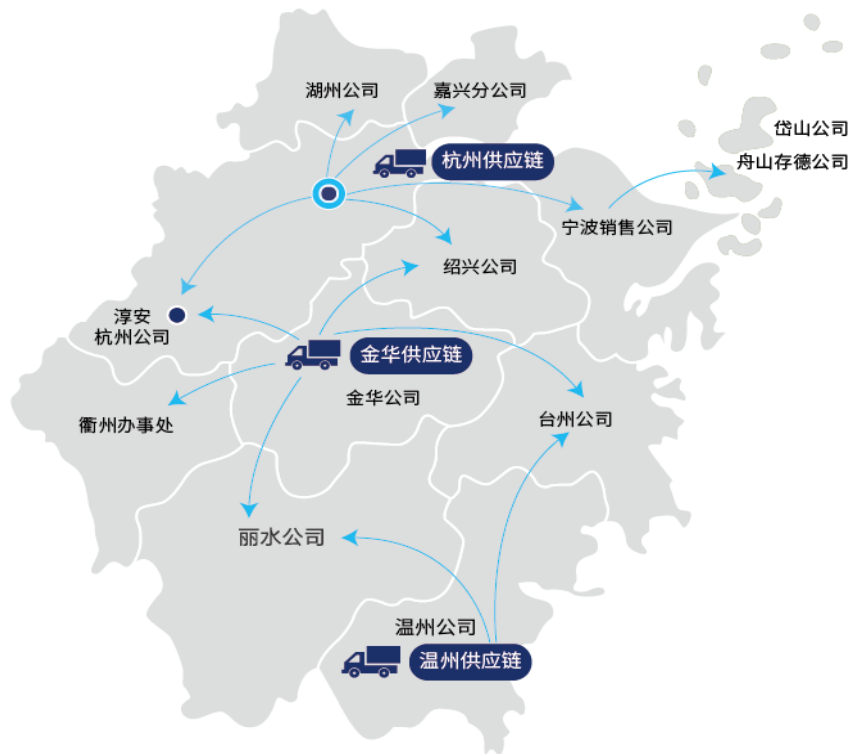 湖州公司
嘉兴分公司
岱山公司
杭州供应链
舟山存德公司
宁波销售公司
绍兴公司
淳安
杭州公司
金华供应链
金华公司
衢州办事处
台州公司
丽水公司
温州公司
温州供应链